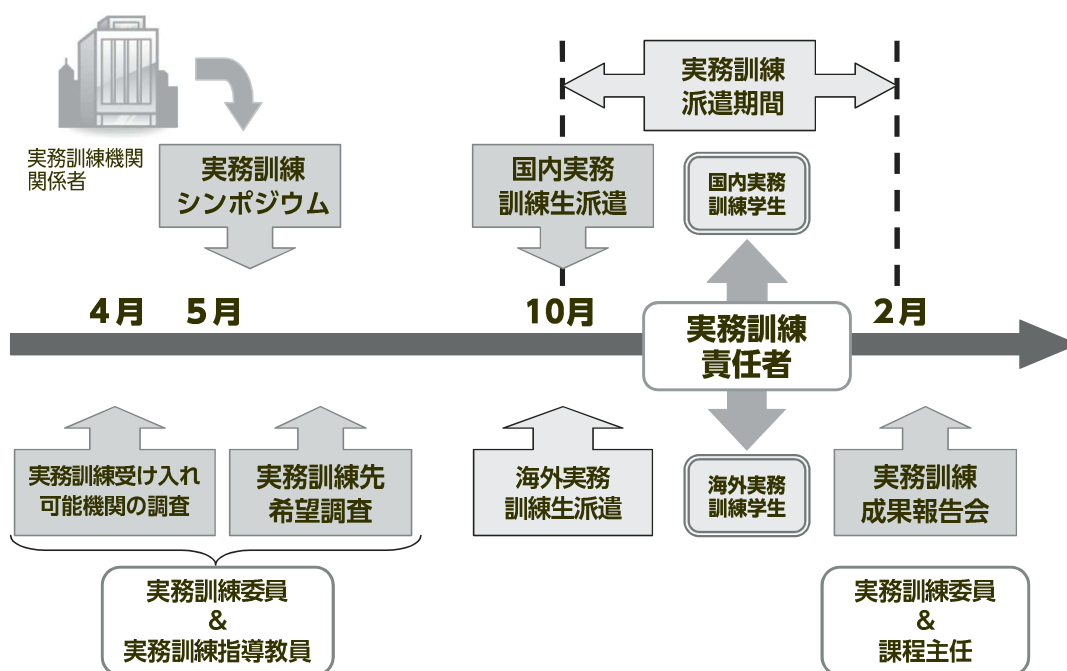 実務訓練機関
関係者
実務訓練
シンポジウム
国内実務
訓練生派遣
実務訓練
派遣期間
国内実務
訓練学生
4月
5月
10月
2月
実務訓練
責任者
実務訓練受け入れ
可能機関の調査
実務訓練先
希望調査
海外実務
訓練生派遣
海外実務
訓練学生
実務訓練
成果報告会
実務訓練委員
&
実務訓練指導教員
実務訓練委員
&
課程主任